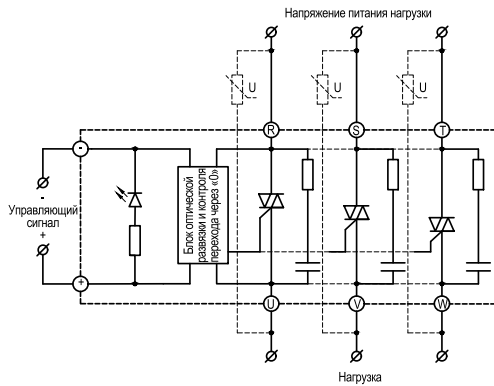 Напряжение питания нагрузки
U
U
U
R
S
T
-
-
Управляющий
сигнал
+
+
Блок оптической
развязки и контроля
перехода через «0»
U
V
W
Нагрузка